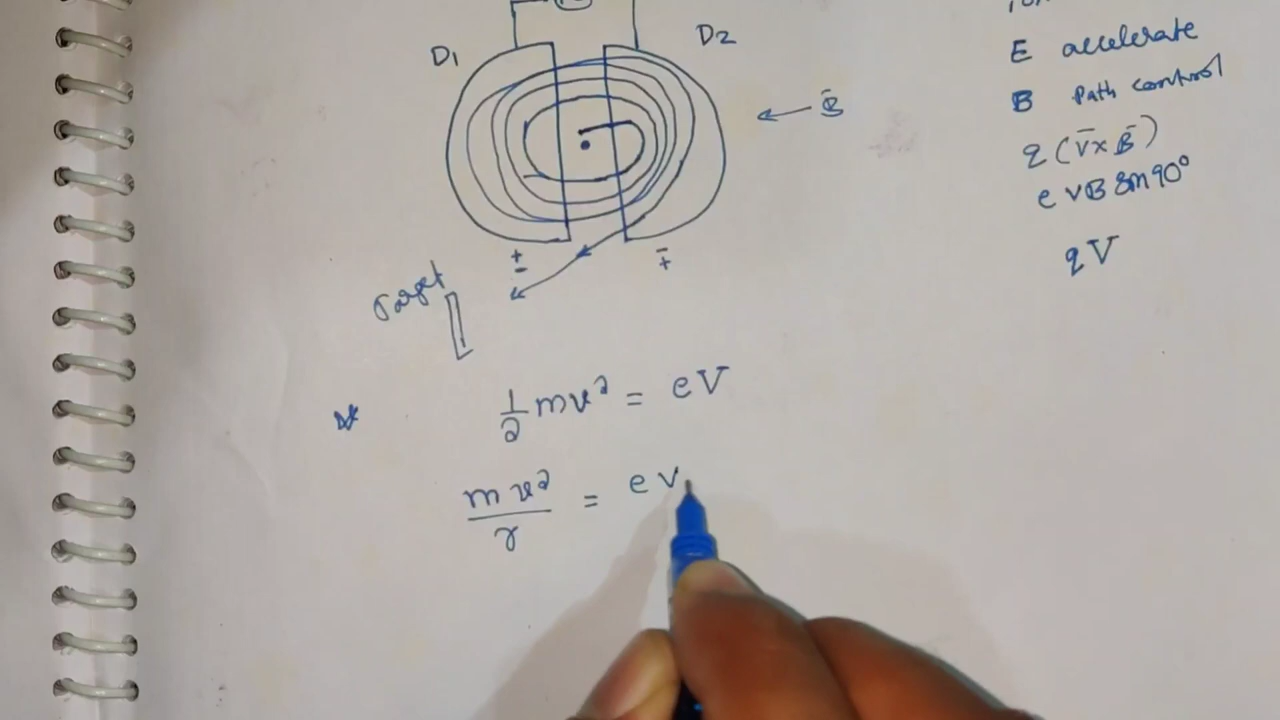 D1
D2
B̄
E accelerate
B Path control
q (v̄ × B̄)
e vB sin 90°
qV
±
∓
Target
½ mv² = eV
mv²/r = ev